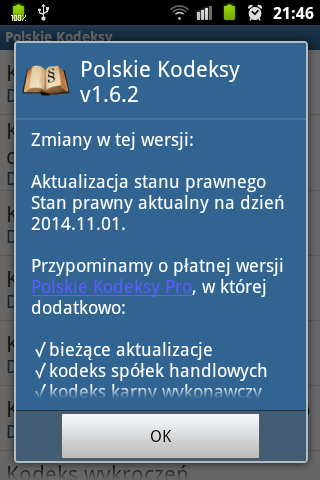 21:46
Polskie Kodeksy
Polskie Kodeksy
v1.6.2
Zmiany w tej wersji:
Aktualizacja stanu prawnego
Stan prawny aktualny na dzień
2014.11.01.
Przypominamy o płatnej wersji
Polskie Kodeksy Pro, w której
dodatkowo:
√ bieżące aktualizacje
√ kodeks spółek handlowych
√ kodeks karny wykonawczy
OK
Kodeks wykroczeń